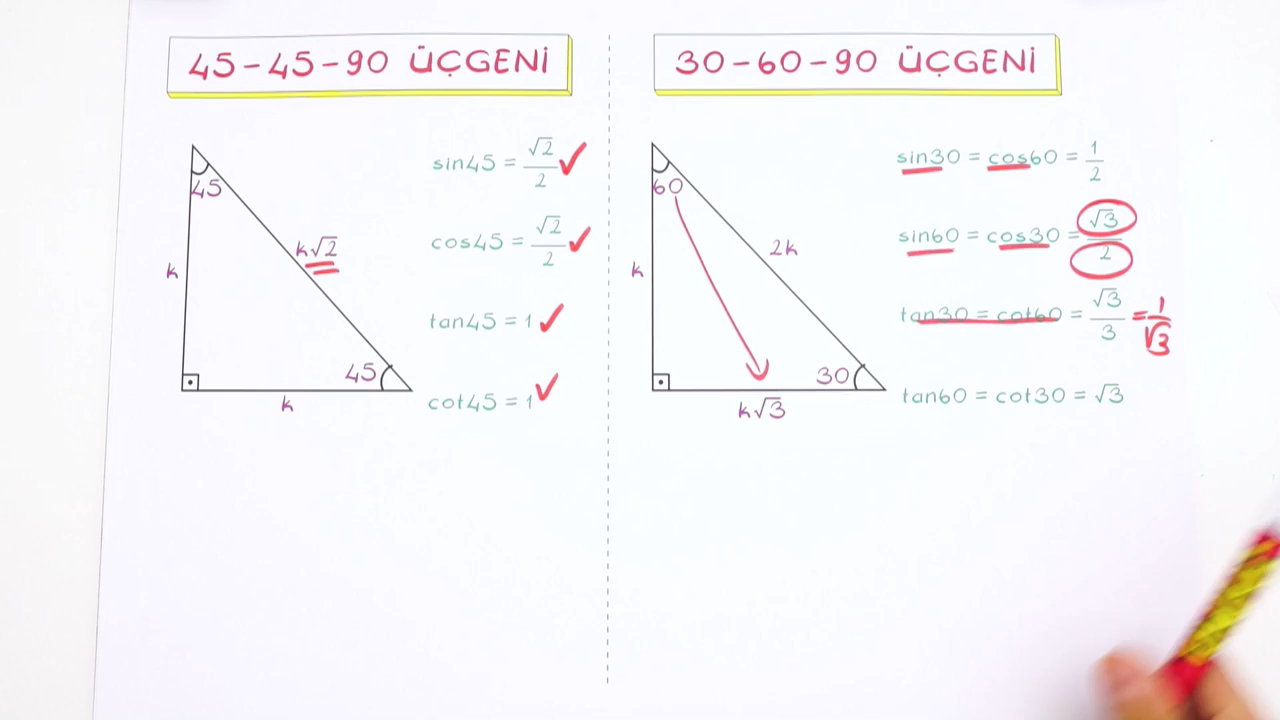 45-45-90 ÜÇGENİ
45
k√2
k
45
k
sin45 = √2/2
cos45 = √2/2
tan45 = 1
cot45 = 1
30-60-90 ÜÇGENİ
60
2k
k
30
k√3
sin30 = cos60 = 1/2
sin60 = cos30 = √3/2
tan30 = cot60 = √3/3 = 1/√3
tan60 = cot30 = √3